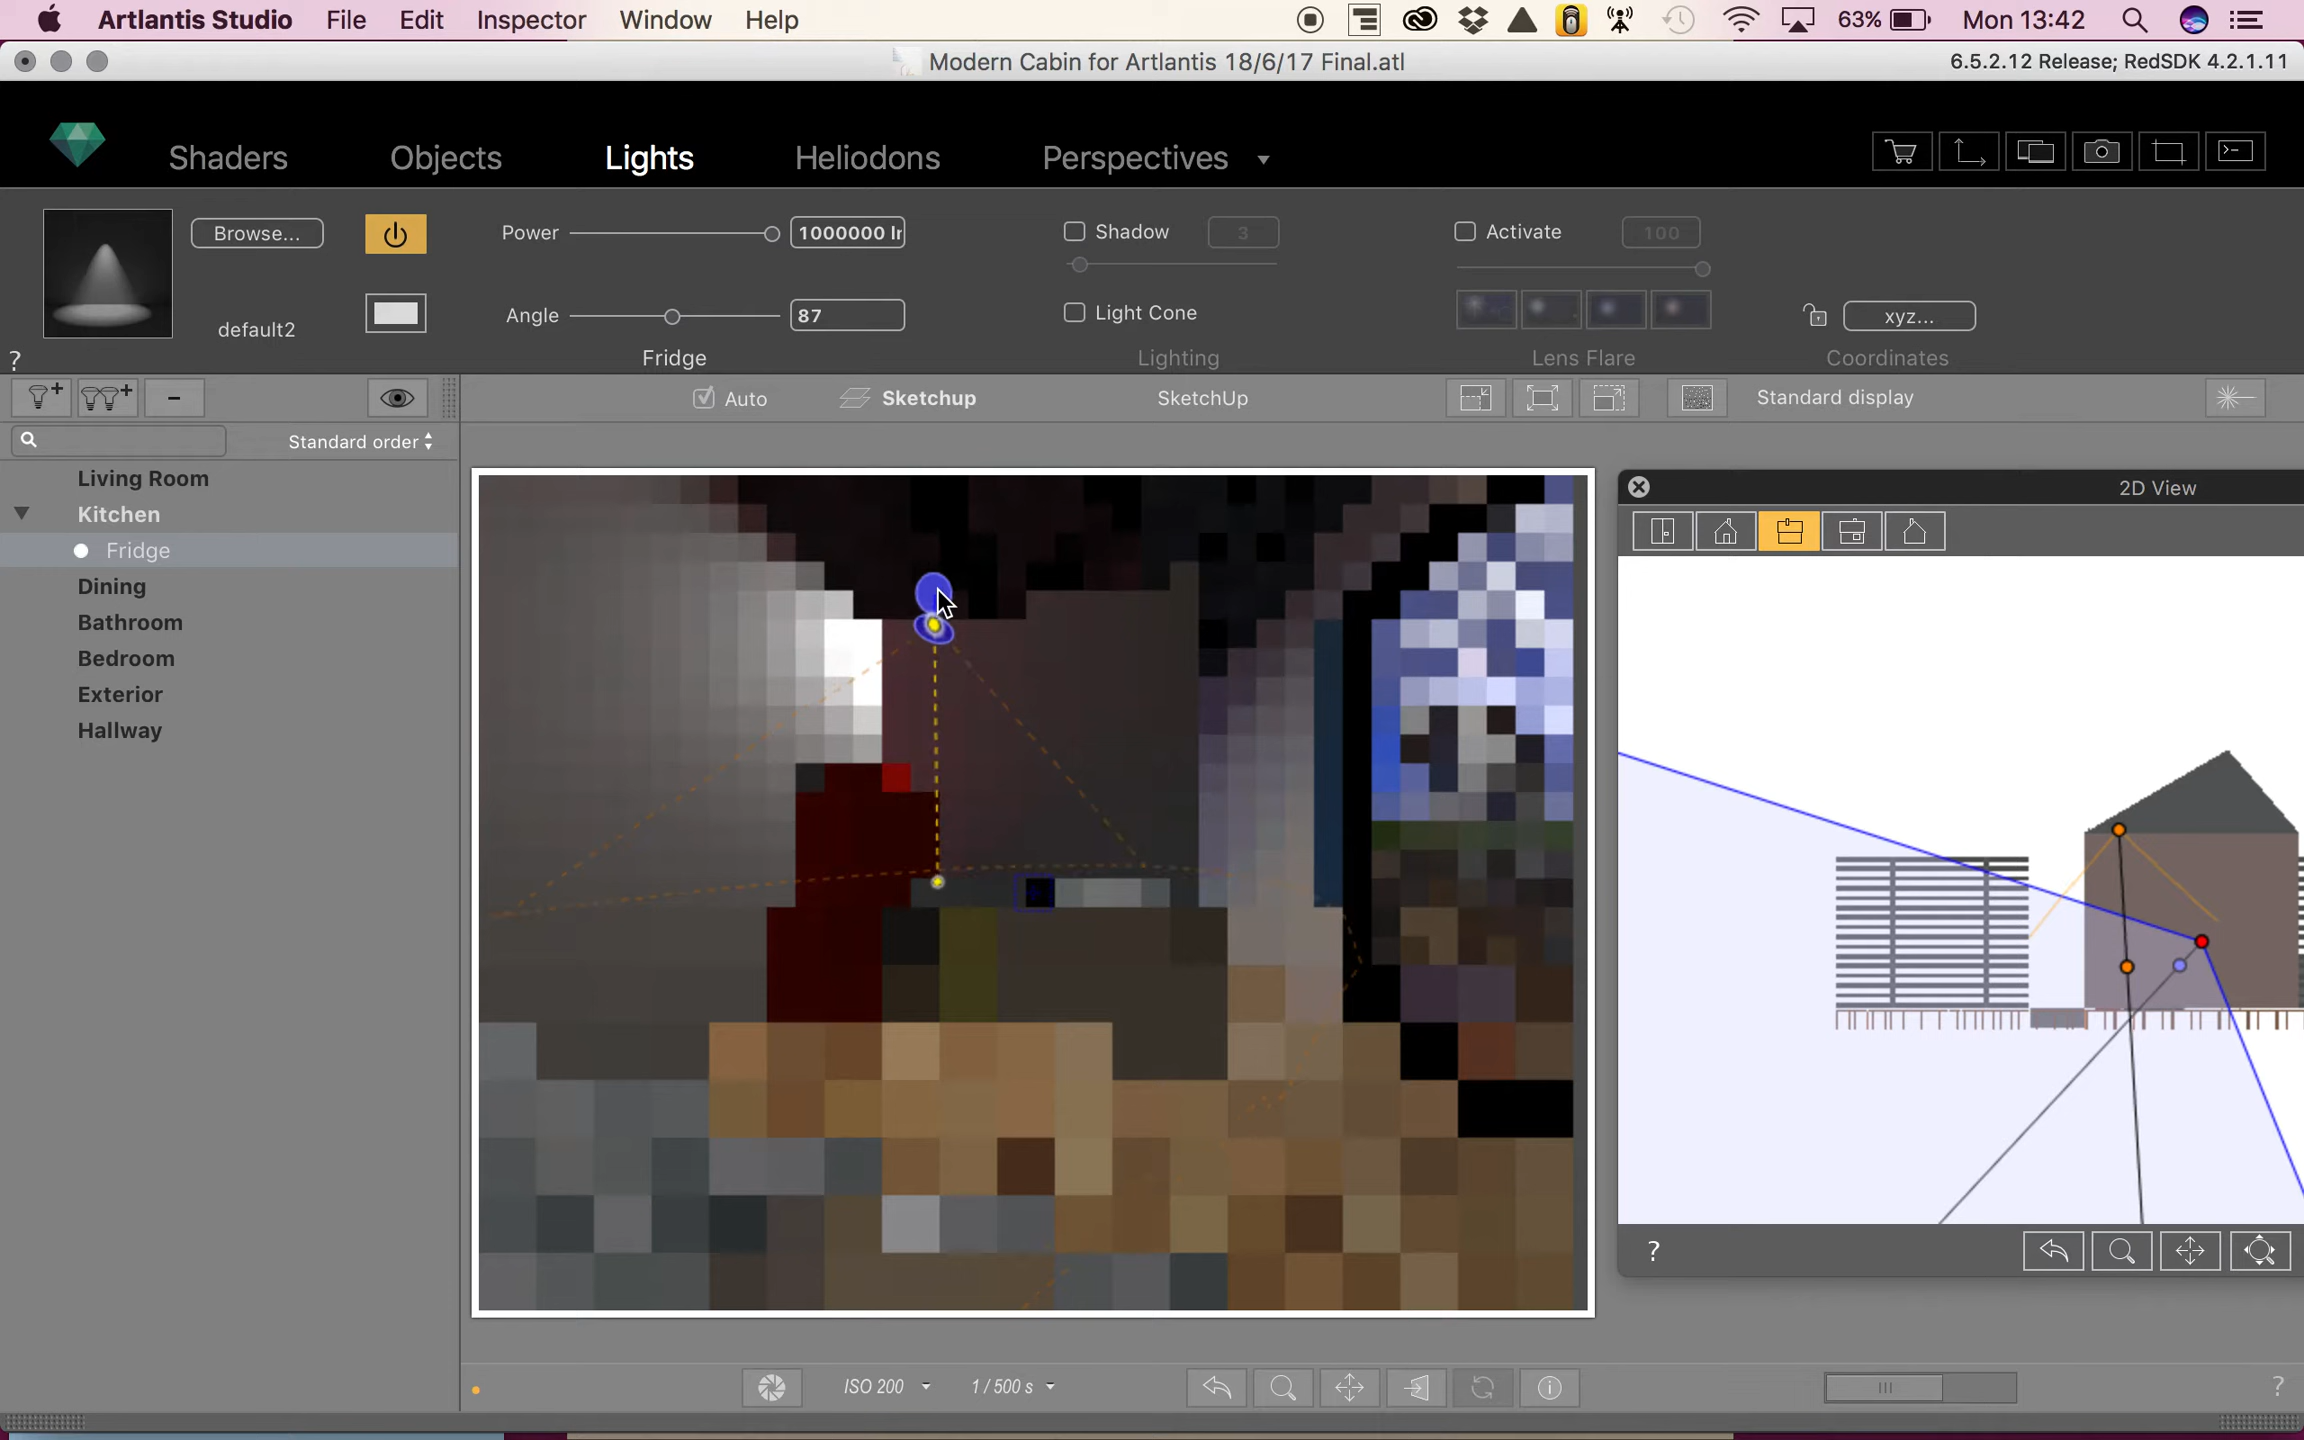 Artlantis Studio File Edit Inspector Window Help 63% Mon 13:42
Modern Cabin for Artlantis 18/6/17 Final.atl 6.5.2.12 Release; RedSDK 4.2.1.11
Shaders Objects Lights Heliodons Perspectives
Browse... Power 1000000 lr Shadow 3 Activate 100
default2 Angle 87 Light Cone xyz...
? Fridge Lighting Lens Flare Coordinates
Auto Sketchup SketchUp Standard display
Standard order
Living Room
Kitchen
Fridge
Dining
Bathroom
Bedroom
Exterior
Hallway
2D View
?
ISO 200 1 / 500 s ?